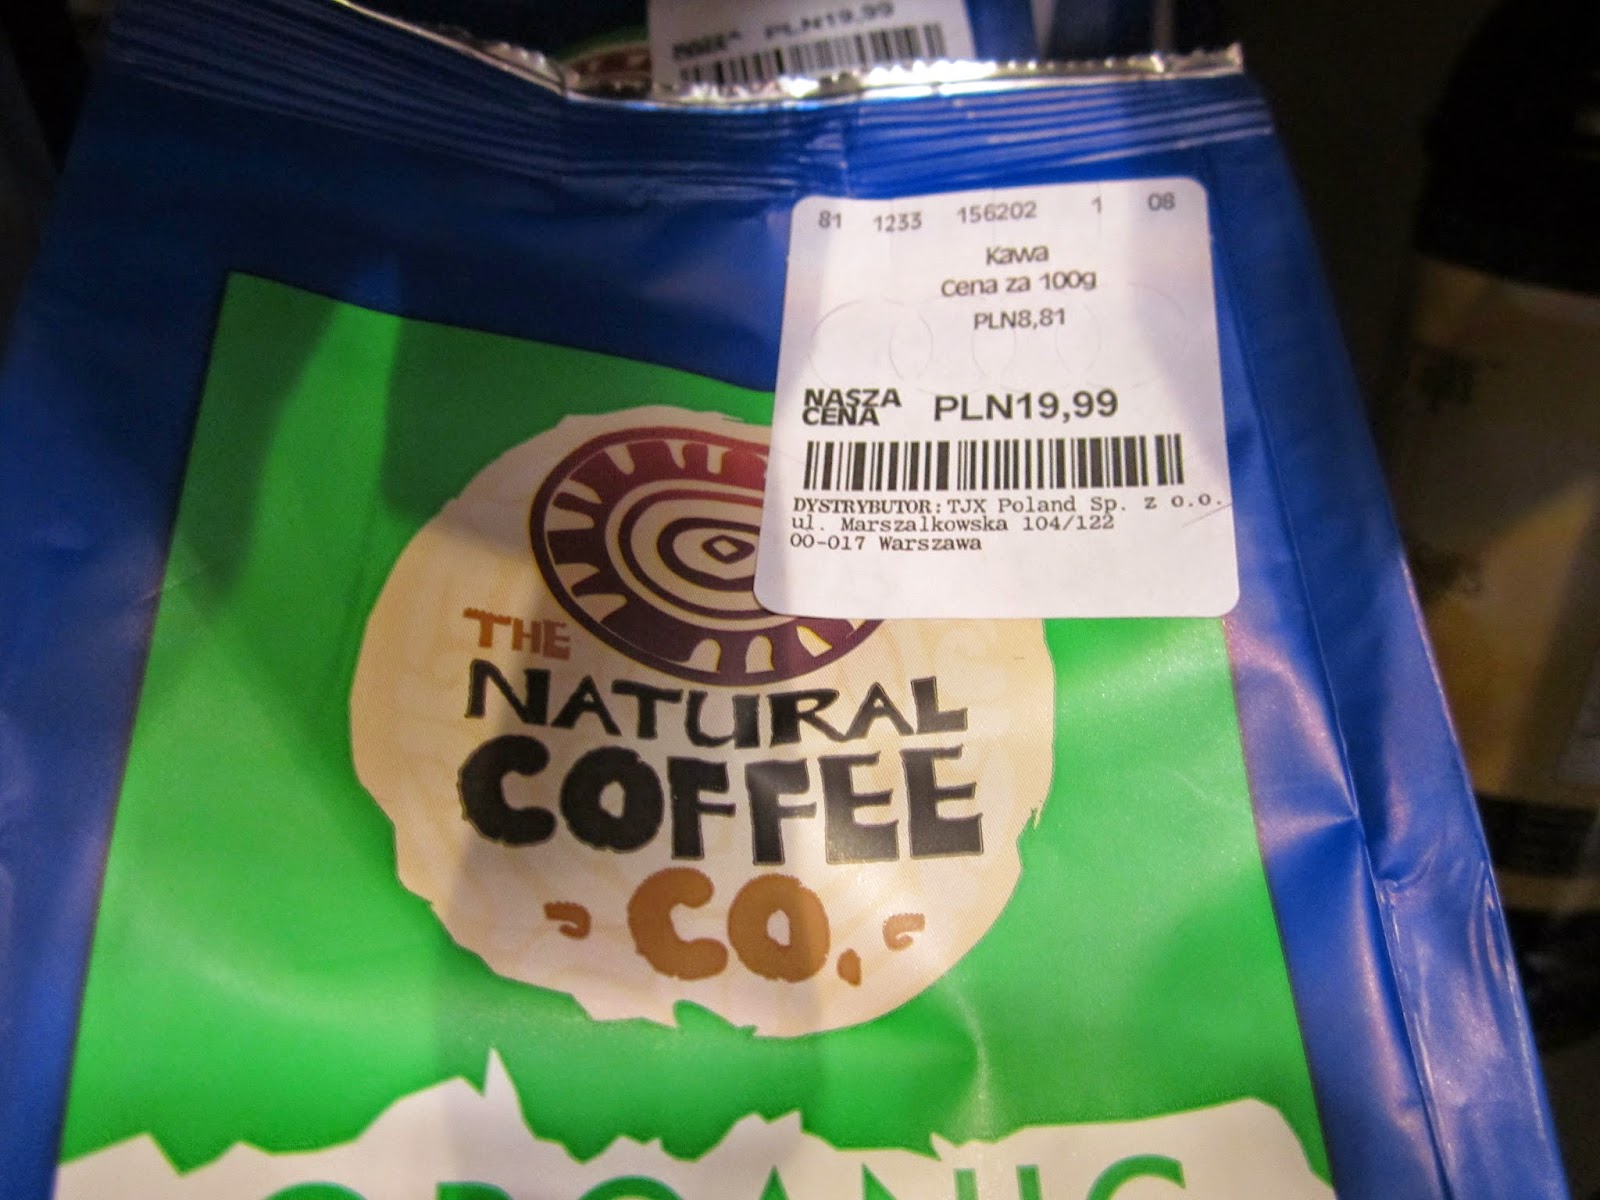 PLN19,99
81 1233 156202 1 08
Kawa
Cena za 100g
PLN8,81
NASZA
CENA PLN19,99
DYSTRYBUTOR: TJX Poland Sp. z o.o.
ul. Marszalkowska 104/122
00-017 Warszawa
THE
NATURAL
COFFEE
-CO.-
ORGANIC